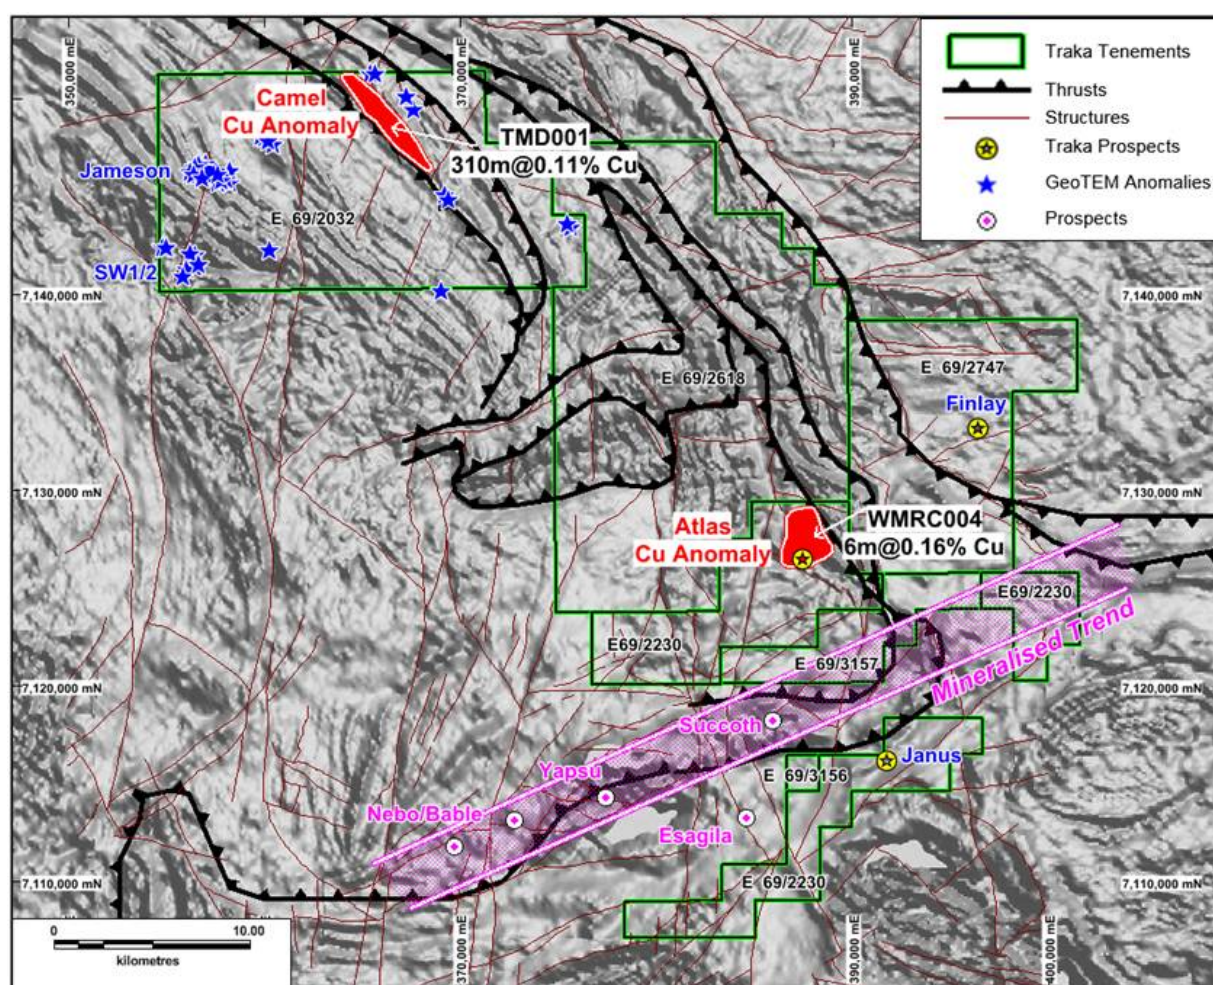 350,000 mE
370,000 mE
390,000 mE
Traka Tenements
Thrusts
Structures
Traka Prospects
GeoTEM Anomalies
Prospects
Camel
Cu Anomaly
TMD001
310m@0.11% Cu
Jameson
E 69/2032
SW1/2
7,140,000 mN
7,140,000 mN
E 69/2618
E 69/2747
Finlay
7,130,000 mN
7,130,000 mN
Atlas
Cu Anomaly
WMRC004
6m@0.16% Cu
E69/2230
E69/2230
E 69/3157
Mineralised Trend
7,120,000 mN
7,120,000 mN
Succoth
Janus
Yapsu
E 69/3156
Nebo/Bable
Esagila
7,110,000 mN
E 69/2230
7,110,000 mN
0 10.00
kilometres
370,000 mE
390,000 mE
400,000 mE